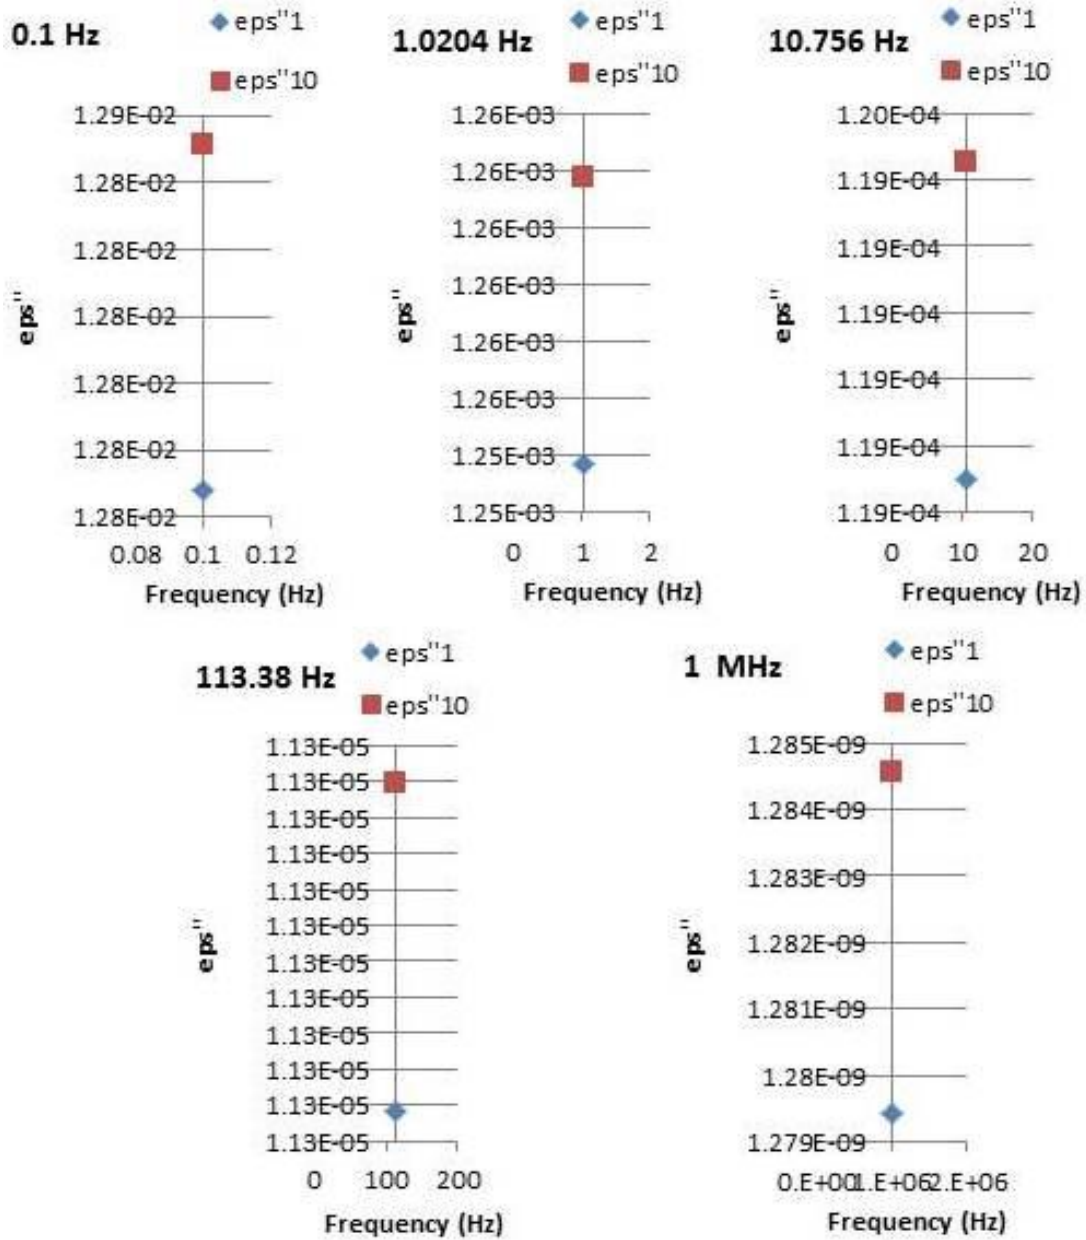 0.1 Hz
eps"1
eps"10
1.29E-02
1.28E-02
1.28E-02
1.28E-02
1.28E-02
1.28E-02
1.28E-02
eps"
0.08 0.1 0.12
Frequency (Hz)
1.0204 Hz
eps"1
eps"10
1.26E-03
1.26E-03
1.26E-03
1.26E-03
1.26E-03
1.26E-03
1.25E-03
1.25E-03
eps"
0 1 2
Frequency (Hz)
10.756 Hz
eps"1
eps"10
1.20E-04
1.19E-04
1.19E-04
1.19E-04
1.19E-04
1.19E-04
1.19E-04
eps"
0 10 20
Frequency (Hz)
113.38 Hz
eps"1
eps"10
1.13E-05
1.13E-05
1.13E-05
1.13E-05
1.13E-05
1.13E-05
1.13E-05
1.13E-05
1.13E-05
1.13E-05
1.13E-05
1.13E-05
eps"
0 100 200
Frequency (Hz)
1 MHz
eps"1
eps"10
1.285E-09
1.284E-09
1.283E-09
1.282E-09
1.281E-09
1.28E-09
1.279E-09
eps"
0.E+00 1.E+06 2.E+06
Frequency (Hz)